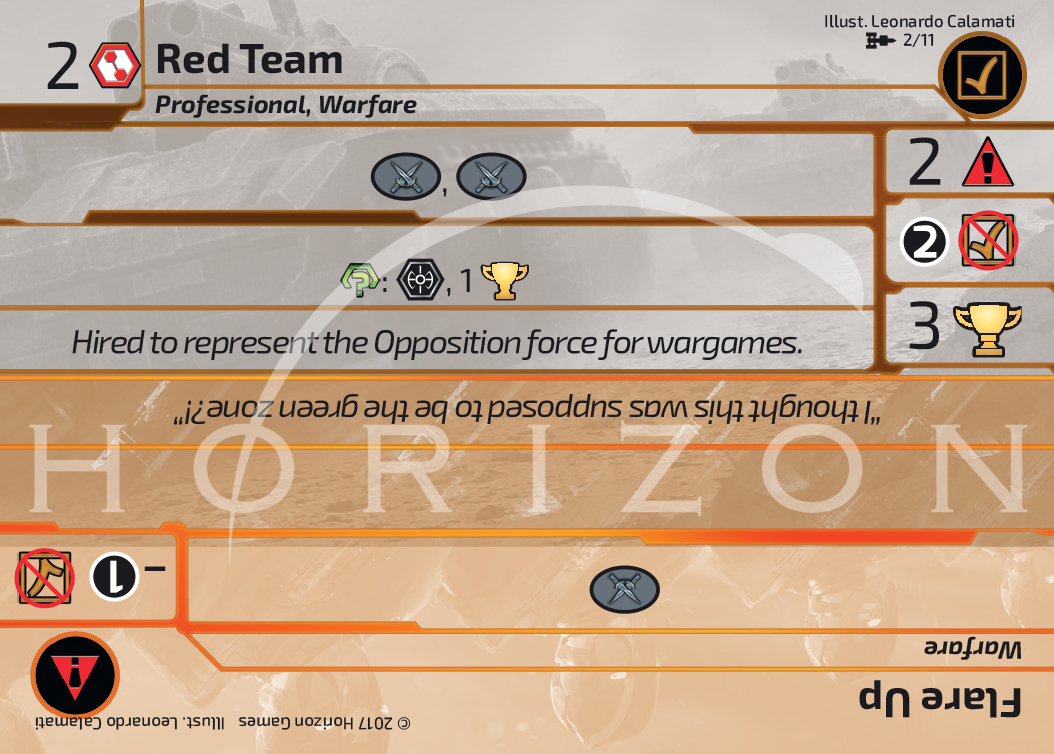 Illust. Leonardo Calamati
2/11
2 Red Team
Professional, Warfare
2
,
2
: , 1
3
Hired to represent the Opposition force for wargames.
"I thought this was supposed to be the green zone?!"
HORIZON
-1
Warfare
Flare Up
© 2017 Horizon Games Illust. Leonardo Calamati